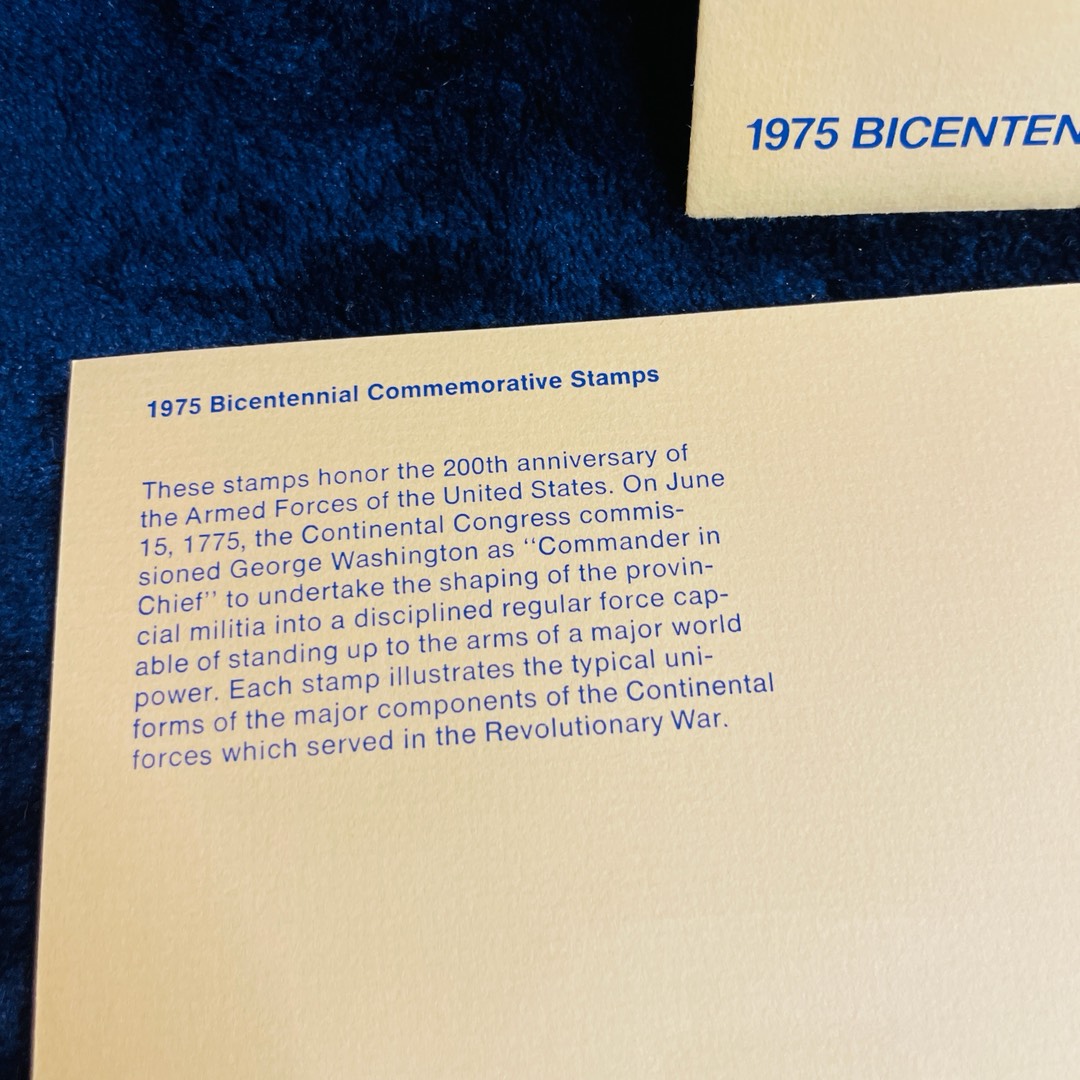 1975 BICENTEN
1975 Bicentennial Commemorative Stamps
These stamps honor the 200th anniversary of
the Armed Forces of the United States. On June
15, 1775, the Continental Congress commis-
sioned George Washington as ‘‘Commander in
Chief’’ to undertake the shaping of the provin-
cial militia into a disciplined regular force cap-
able of standing up to the arms of a major world
power. Each stamp illustrates the typical uni-
forms of the major components of the Continental
forces which served in the Revolutionary War.